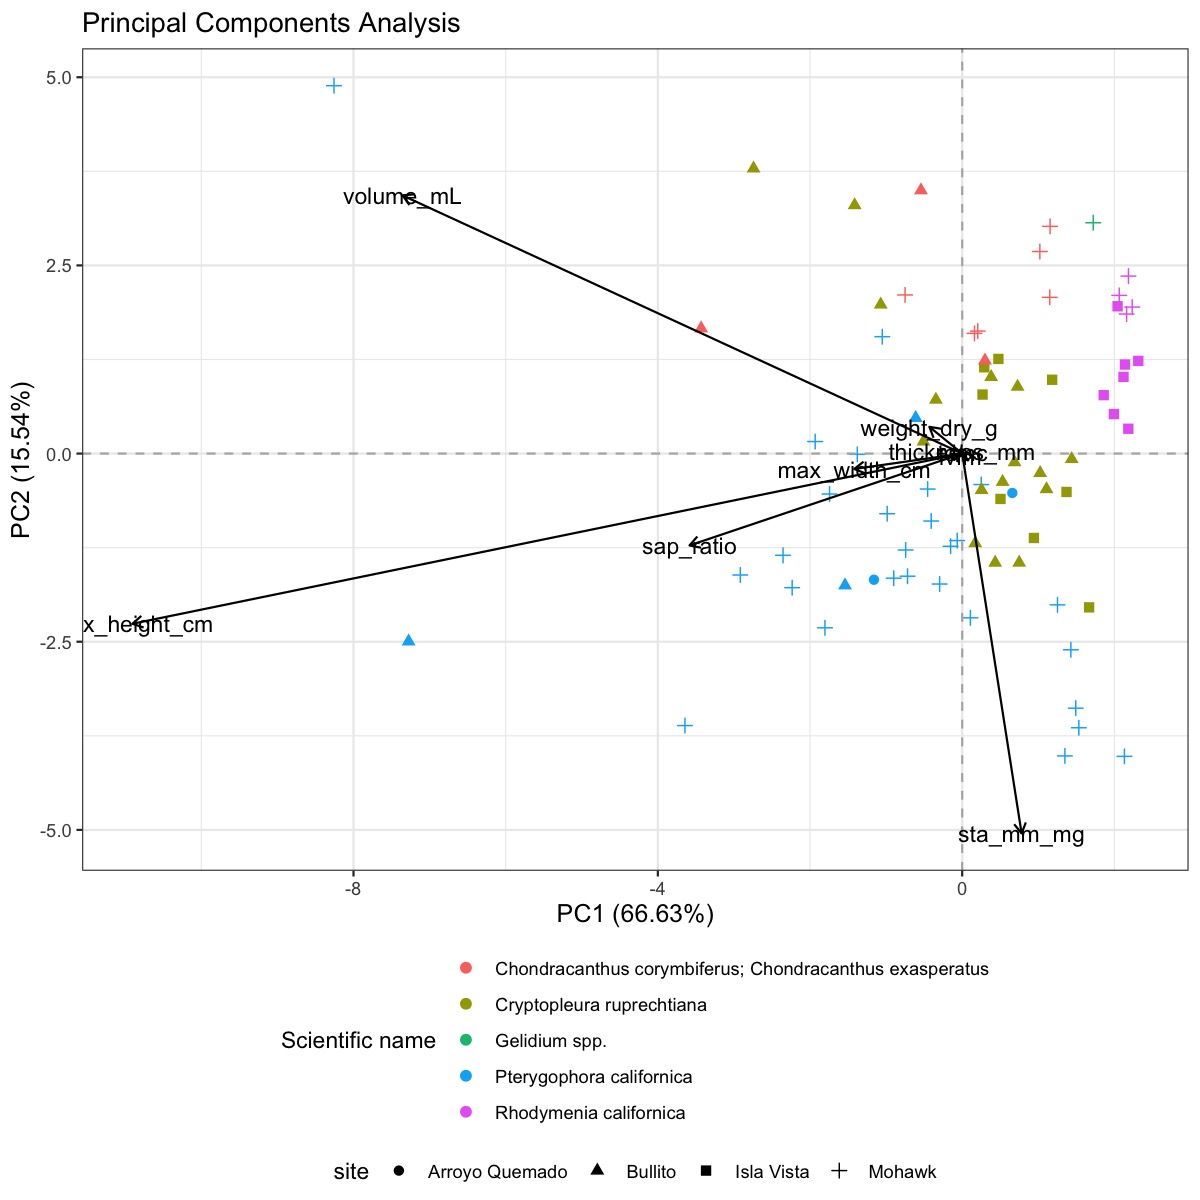 Principal Components Analysis
5.0
volume_mL
2.5
weight_dry_g
0.0
thickness_mm
max_width_cm
sap_ratio
x_height_cm
-2.5
sta_mm_mg
-5.0
PC2 (15.54%)
-8
-4
0
PC1 (66.63%)
Scientific name
Chondracanthus corymbiferus; Chondracanthus exasperatus
Cryptopleura ruprechtiana
Gelidium spp.
Pterygophora californica
Rhodymenia californica
site
Arroyo Quemado
Bullito
Isla Vista
Mohawk